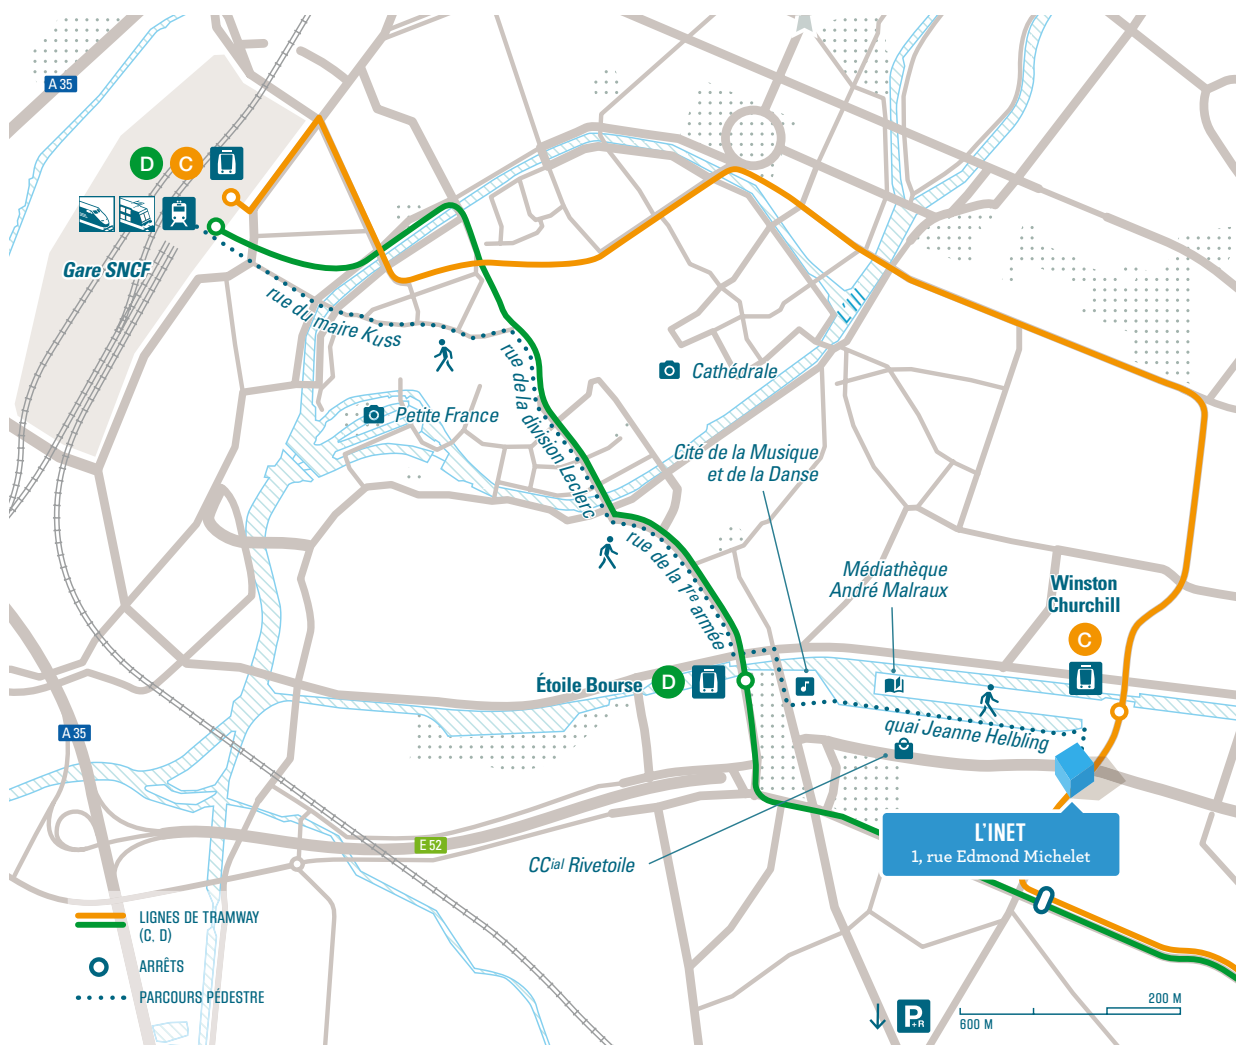 A 35
D
C
Gare SNCF
rue du maire Kuss
L'Ill
Cathédrale
Petite France
rue de la division Leclerc
Cité de la Musique
et de la Danse
rue de la 1re armée
Médiathèque
André Malraux
Winston
Churchill
C
Étoile Bourse
D
quai Jeanne Helbling
A 35
L'INET
1, rue Edmond Michelet
E 52
CCial Rivetoile
LIGNES DE TRAMWAY
(C, D)
ARRÊTS
PARCOURS PÉDESTRE
P+R
200 M
600 M